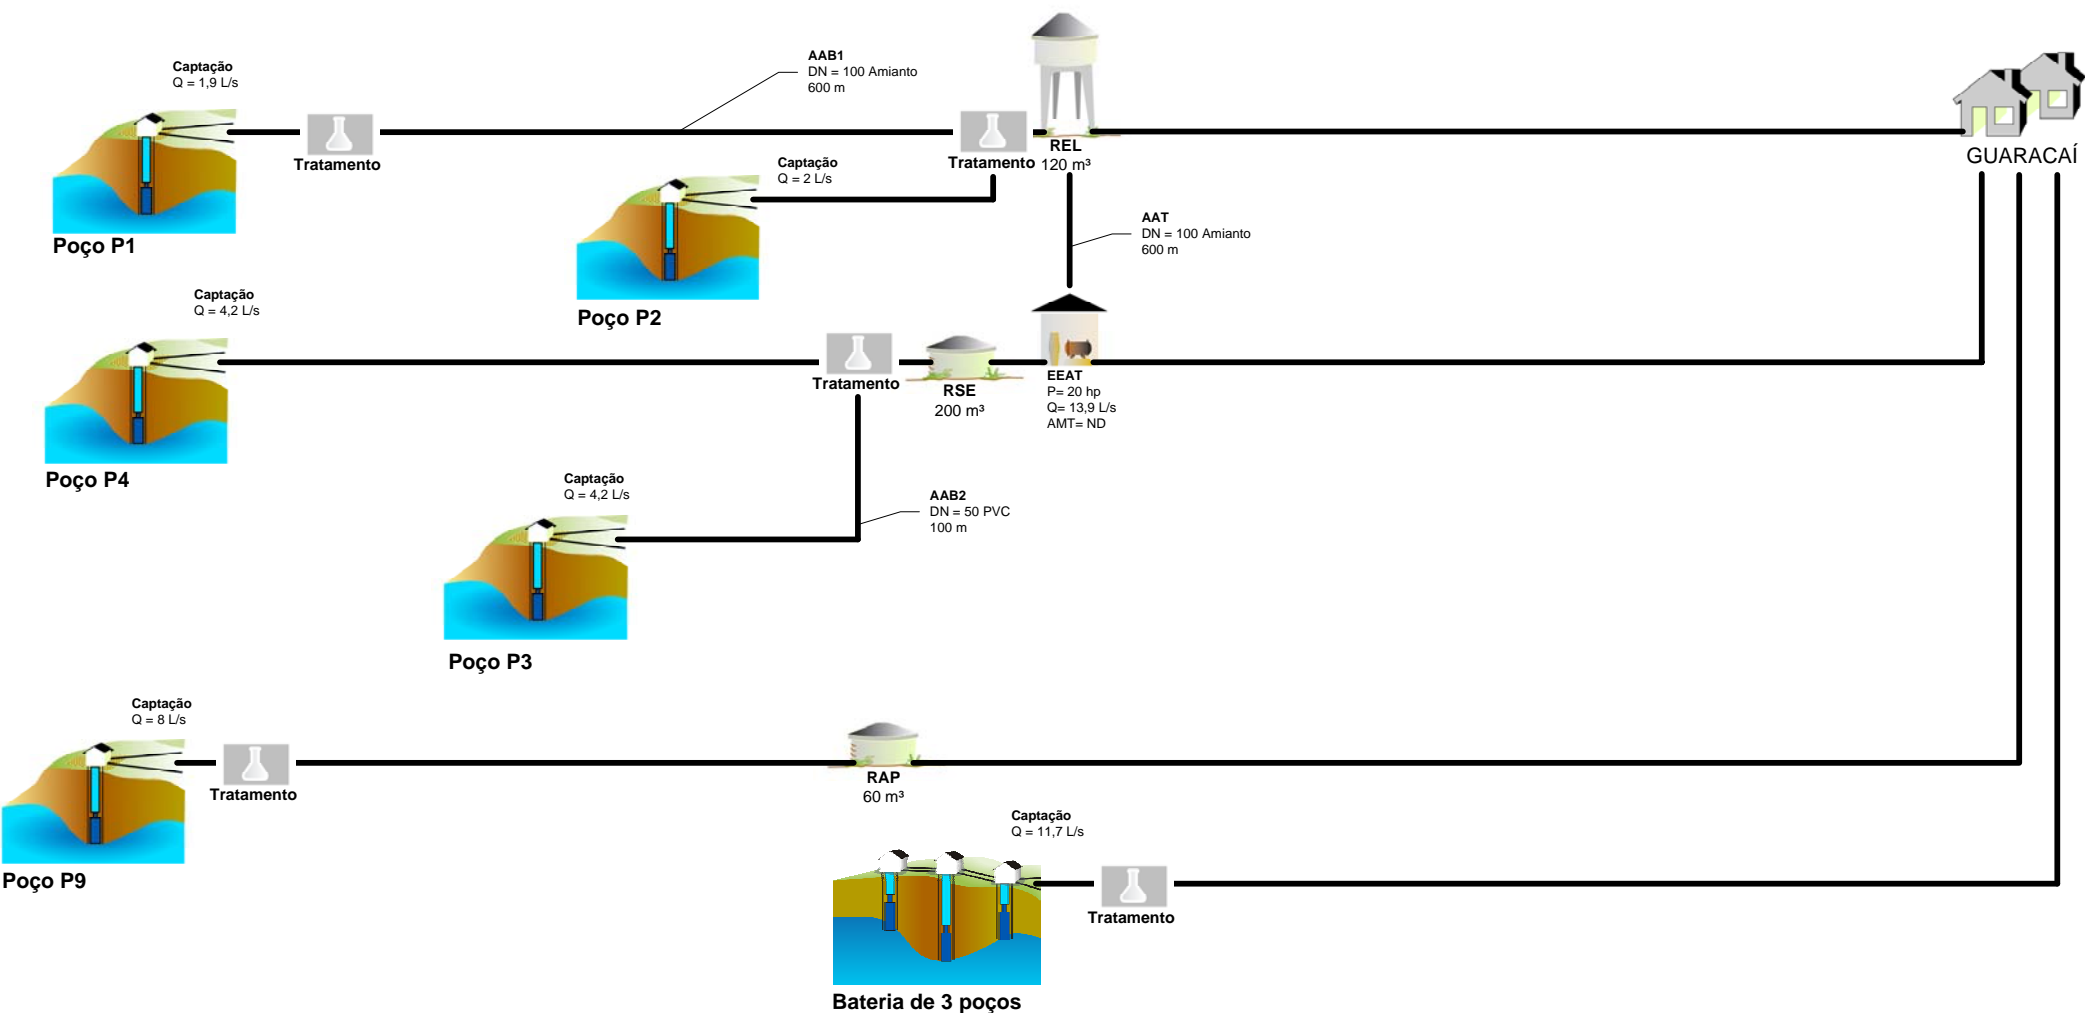 Captação
Q = 1,9 L/s
AAB1
DN = 100 Amianto
600 m
Tratamento
Poço P1
Captação
Q = 2 L/s
Tratamento
REL
120 m³
GUARAÇAÍ
Poço P2
AAT
DN = 100 Amianto
600 m
Captação
Q = 4,2 L/s
Tratamento
RSE
200 m³
EEAT
P= 20 hp
Q= 13,9 L/s
AMT= ND
Poço P4
Captação
Q = 4,2 L/s
AAB2
DN = 50 PVC
100 m
Poço P3
Captação
Q = 8 L/s
Tratamento
RAP
60 m³
Poço P9
Captação
Q = 11,7 L/s
Tratamento
Bateria de 3 poços